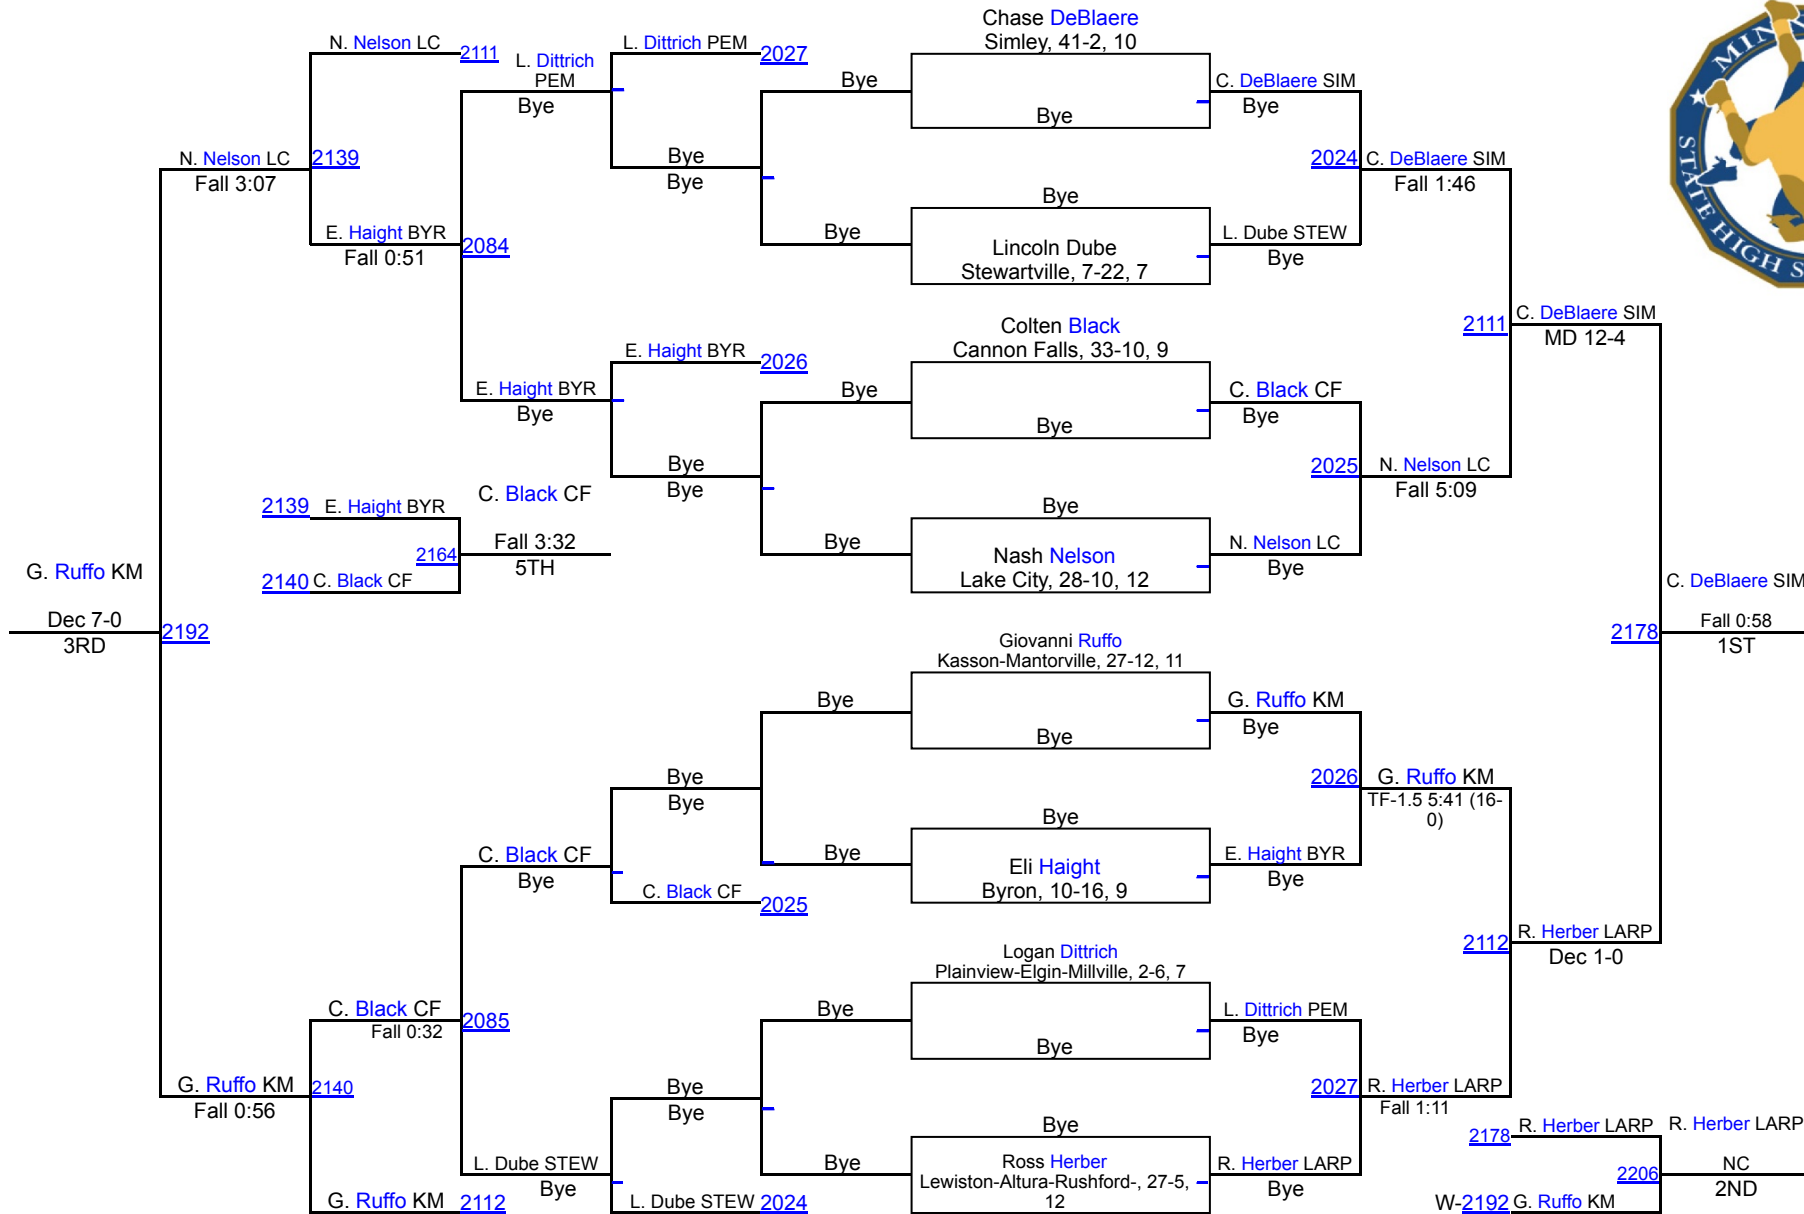 Chase DeBlaere
Simley, 41-2, 10
N. Nelson LC
2111
L. Dittrich
PEM
Bye
L. Dittrich PEM
2027
Bye
Bye
C. DeBlaere SIM
Bye
MIN
STATE HIGH S
N. Nelson LC
2139
Fall 3:07
Bye
Bye
2024
C. DeBlaere SIM
Fall 1:46
Bye
E. Haight BYR
2084
Fall 0:51
Bye
Lincoln Dube
Stewartville, 7-22, 7
L. Dube STEW
Bye
Colten Black
Cannon Falls, 33-10, 9
2111
C. DeBlaere SIM
MD 12-4
E. Haight BYR
2026
E. Haight BYR
Bye
Bye
Bye
C. Black CF
Bye
Bye
Bye
2025
N. Nelson LC
Fall 5:09
C. Black CF
2139
E. Haight BYR
Fall 3:32
5TH
2164
2140
C. Black CF
Bye
Bye
Nash Nelson
Lake City, 28-10, 12
N. Nelson LC
Bye
G. Ruffo KM
Dec 7-0
3RD
2192
C. DeBlaere SIM
2178
Fall 0:58
1ST
Giovanni Ruffo
Kasson-Mantorville, 27-12, 11
Bye
Bye
G. Ruffo KM
Bye
Bye
Bye
2026
G. Ruffo KM
TF-1.5 5:41 (16-
0)
C. Black CF
Bye
Bye
Bye
Eli Haight
Byron, 10-16, 9
E. Haight BYR
Bye
C. Black CF
2025
Logan Dittrich
Plainview-Elgin-Millville, 2-6, 7
2112
R. Herber LARP
Dec 1-0
C. Black CF
Fall 0:32
2085
Bye
Bye
L. Dittrich PEM
Bye
G. Ruffo KM
2140
Fall 0:56
Bye
Bye
2027
R. Herber LARP
Fall 1:11
L. Dube STEW
Bye
Bye
Bye
Ross Herber
Lewiston-Altura-Rushford-, 27-5,
12
R. Herber LARP
Bye
2178
R. Herber LARP
R. Herber LARP
2206
NC
2ND
G. Ruffo KM
2112
L. Dube STEW
2024
W-2192
G. Ruffo KM